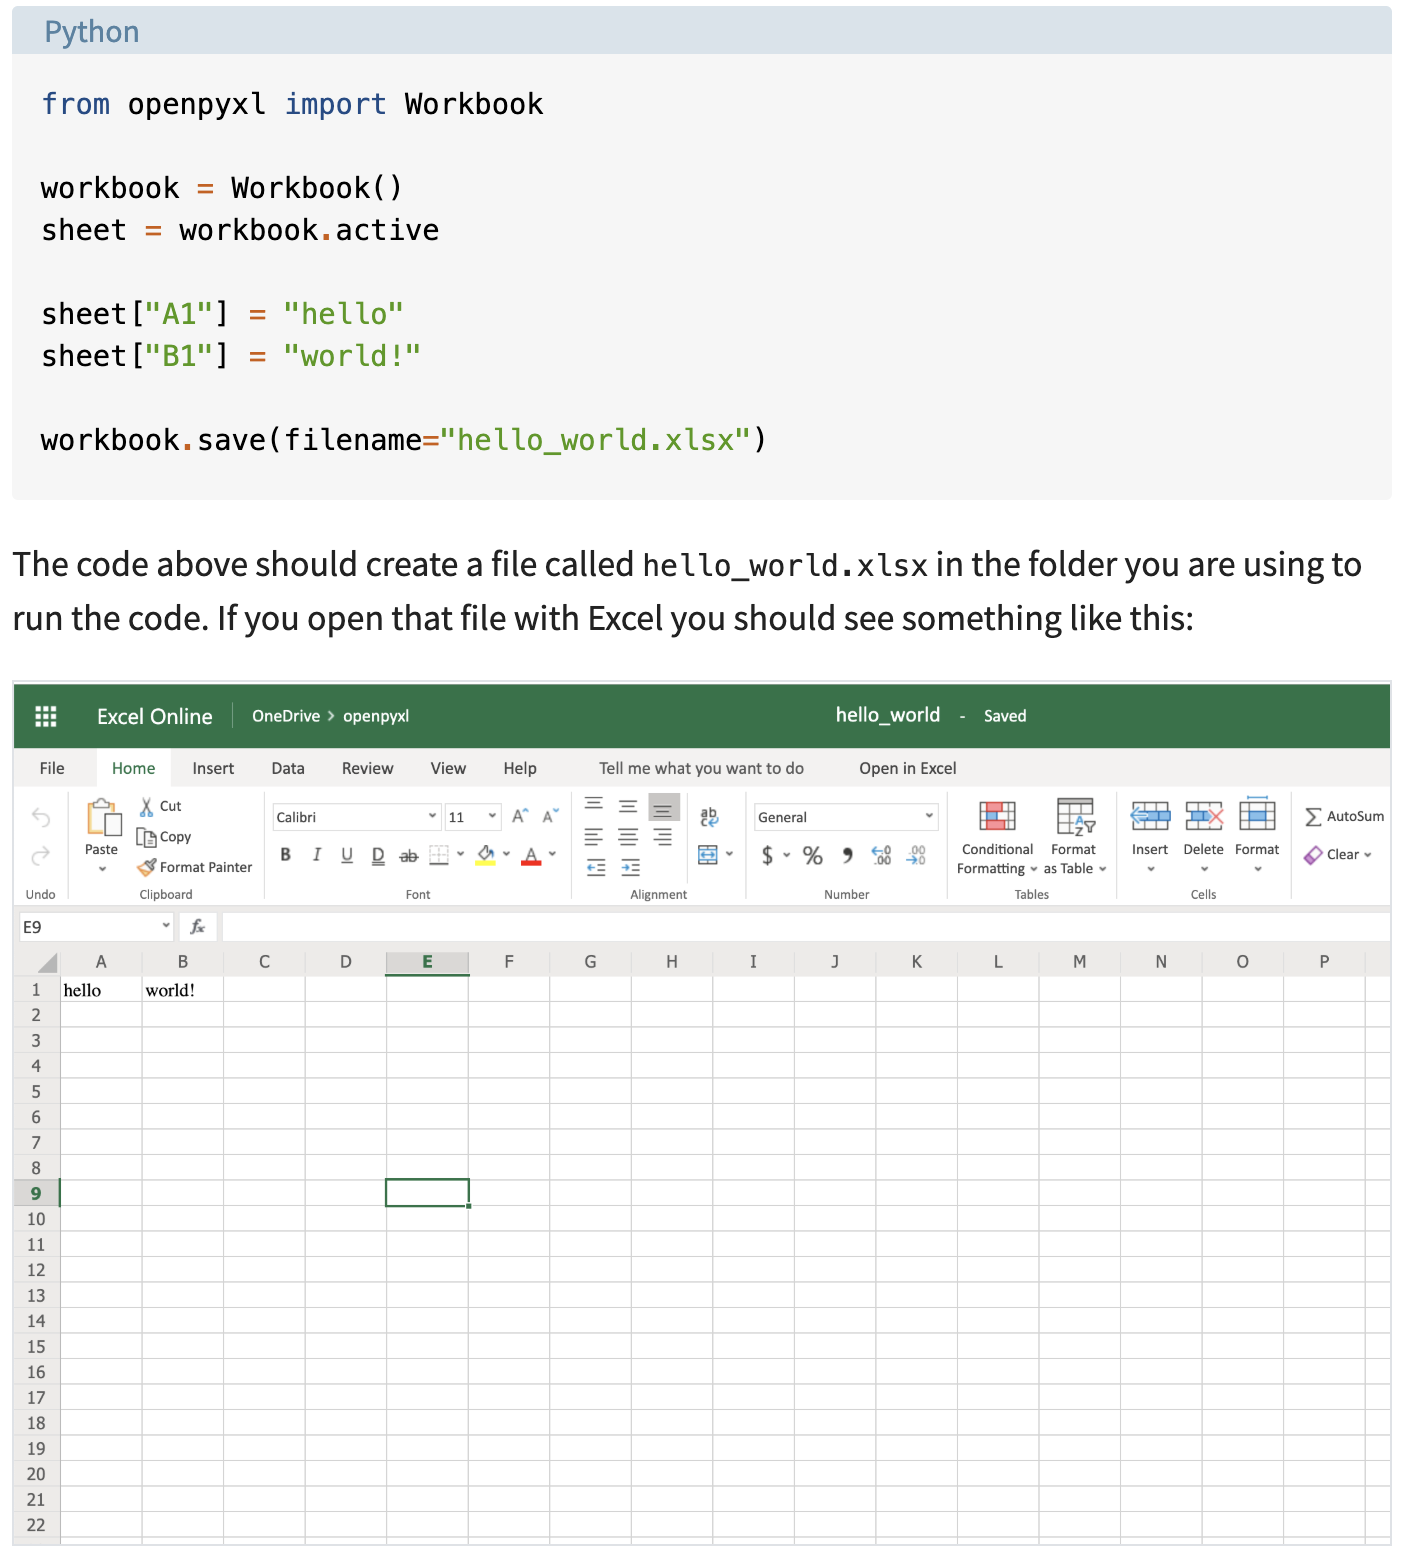 Python
from openpyxl import Workbook
workbook = Workbook()
sheet = workbook.active
sheet["A1"] = "hello"
sheet["B1"] = "world!"
workbook.save(filename="hello_world.xlsx")
The code above should create a file called hello_world.xlsx in the folder you are using to
run the code. If you open that file with Excel you should see something like this:
Excel Online OneDrive > openpyxl hello_world - Saved
File Home Insert Data Review View Help Tell me what you want to do Open in Excel
Cut
Copy
Format Painter
Paste
Calibri 11 A A
B I U D ab A
ab
General
$ % 9 .00 .00
Conditional Formatting
Format as Table
Insert Delete Format
AutoSum
Clear
Undo Clipboard Font Alignment Number Tables Cells
E9 fx
A B C D E F G H I J K L M N O P
1 hello world!
2
3
4
5
6
7
8
9
10
11
12
13
14
15
16
17
18
19
20
21
22